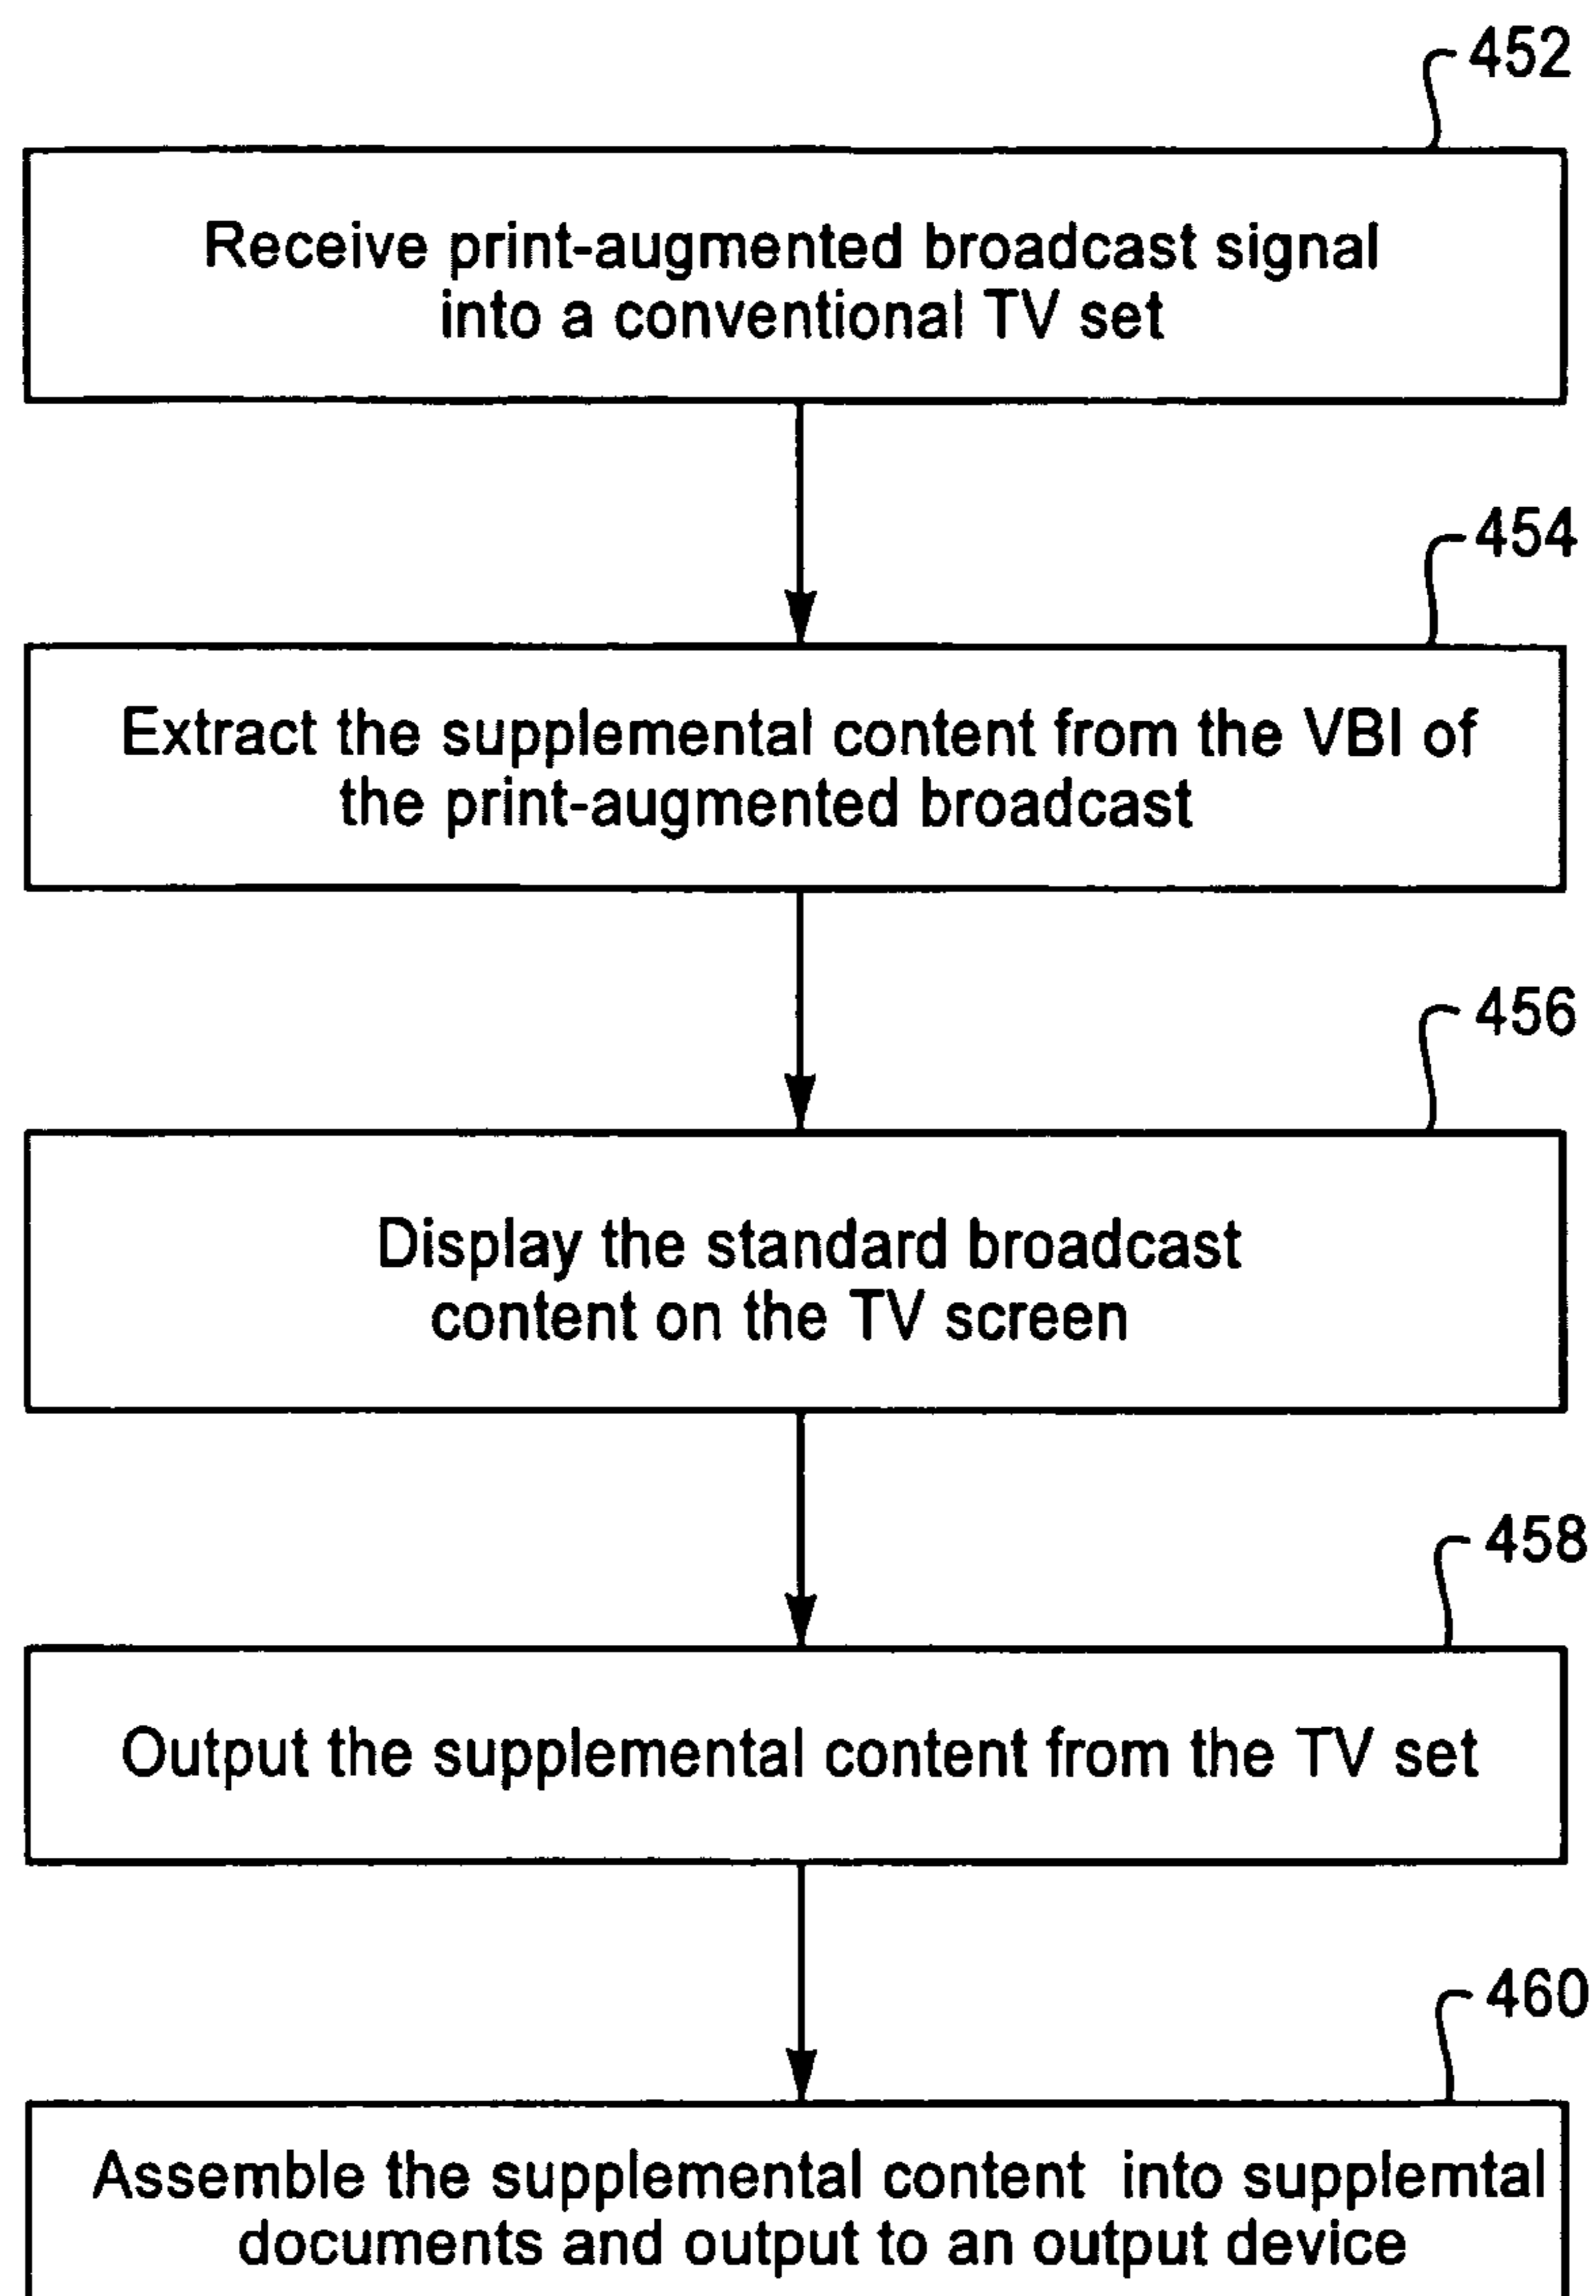 452
Receive print-augmented broadcast signal
into a conventional TV set
454
Extract the supplemental content from the VBI of
the print-augmented broadcast
456
Display the standard broadcast
content on the TV screen
458
Output the supplemental content from the TV set
460
Assemble the supplemental content into supplemtal
documents and output to an output device